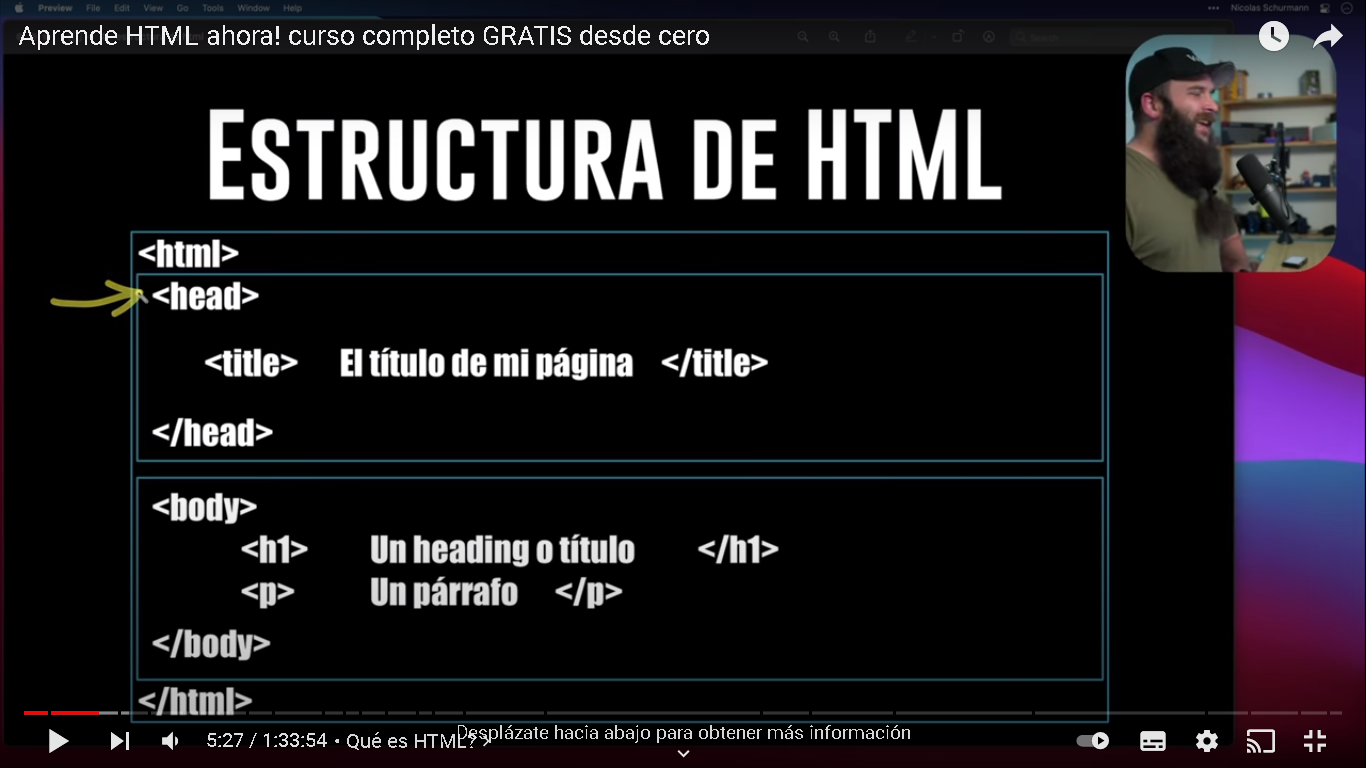 Preview File Edit View Go Tools Window Help ••• Nicolas Schurmann
Aprende HTML ahora! curso completo GRATIS desde cero
Search
ESTRUCTURA DE HTML
<html>
<head>
<title> El título de mi página </title>
</head>
<body>
<h1> Un heading o título </h1>
<p> Un párrafo </p>
</body>
</html>
Desplázate hacia abajo para obtener más información
5:27 / 1:33:54 • Qué es HTML? >